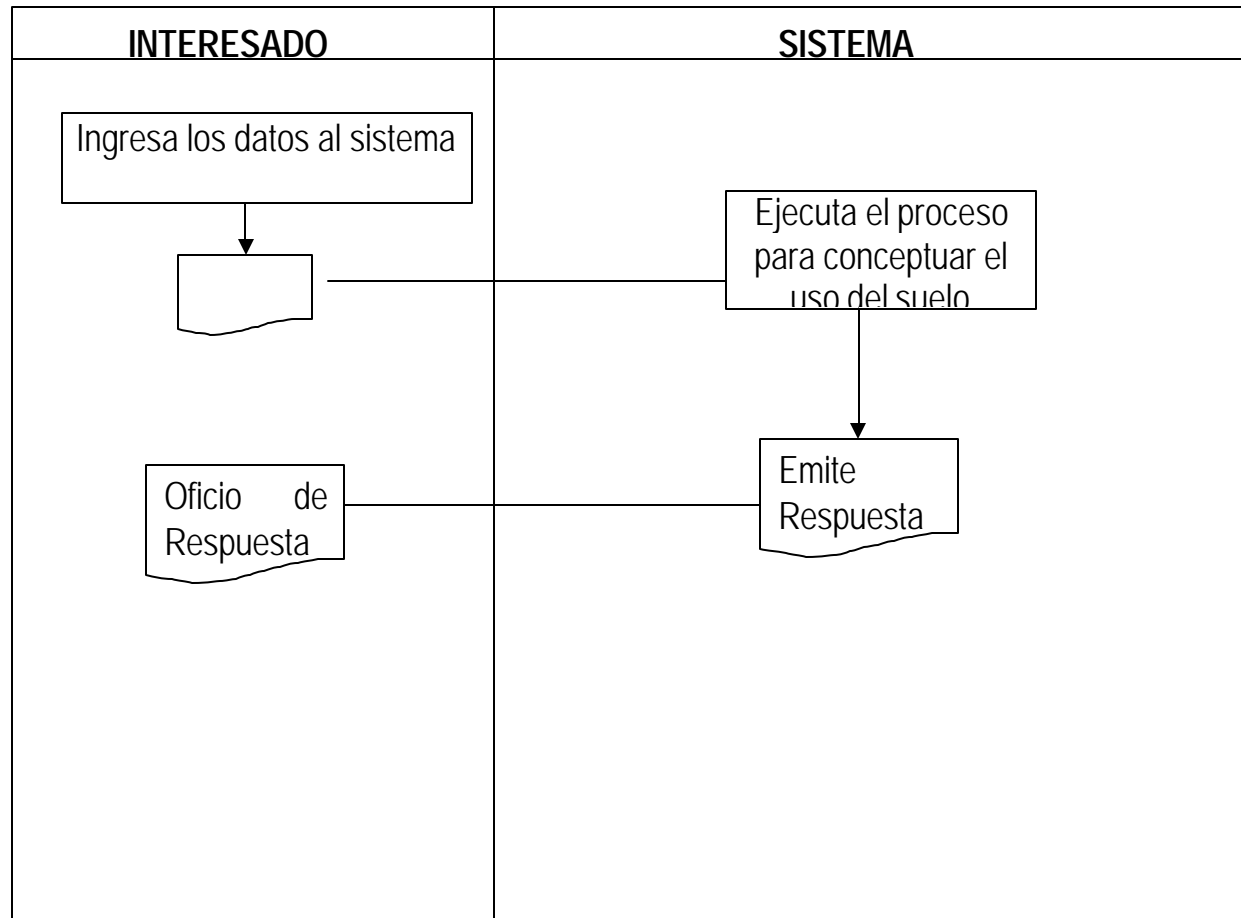 INTERESADO
SISTEMA
Ingresa los datos al sistema
Ejecuta el proceso
para conceptuar el
uso del suelo
Oficio de
Respuesta
Emite
Respuesta